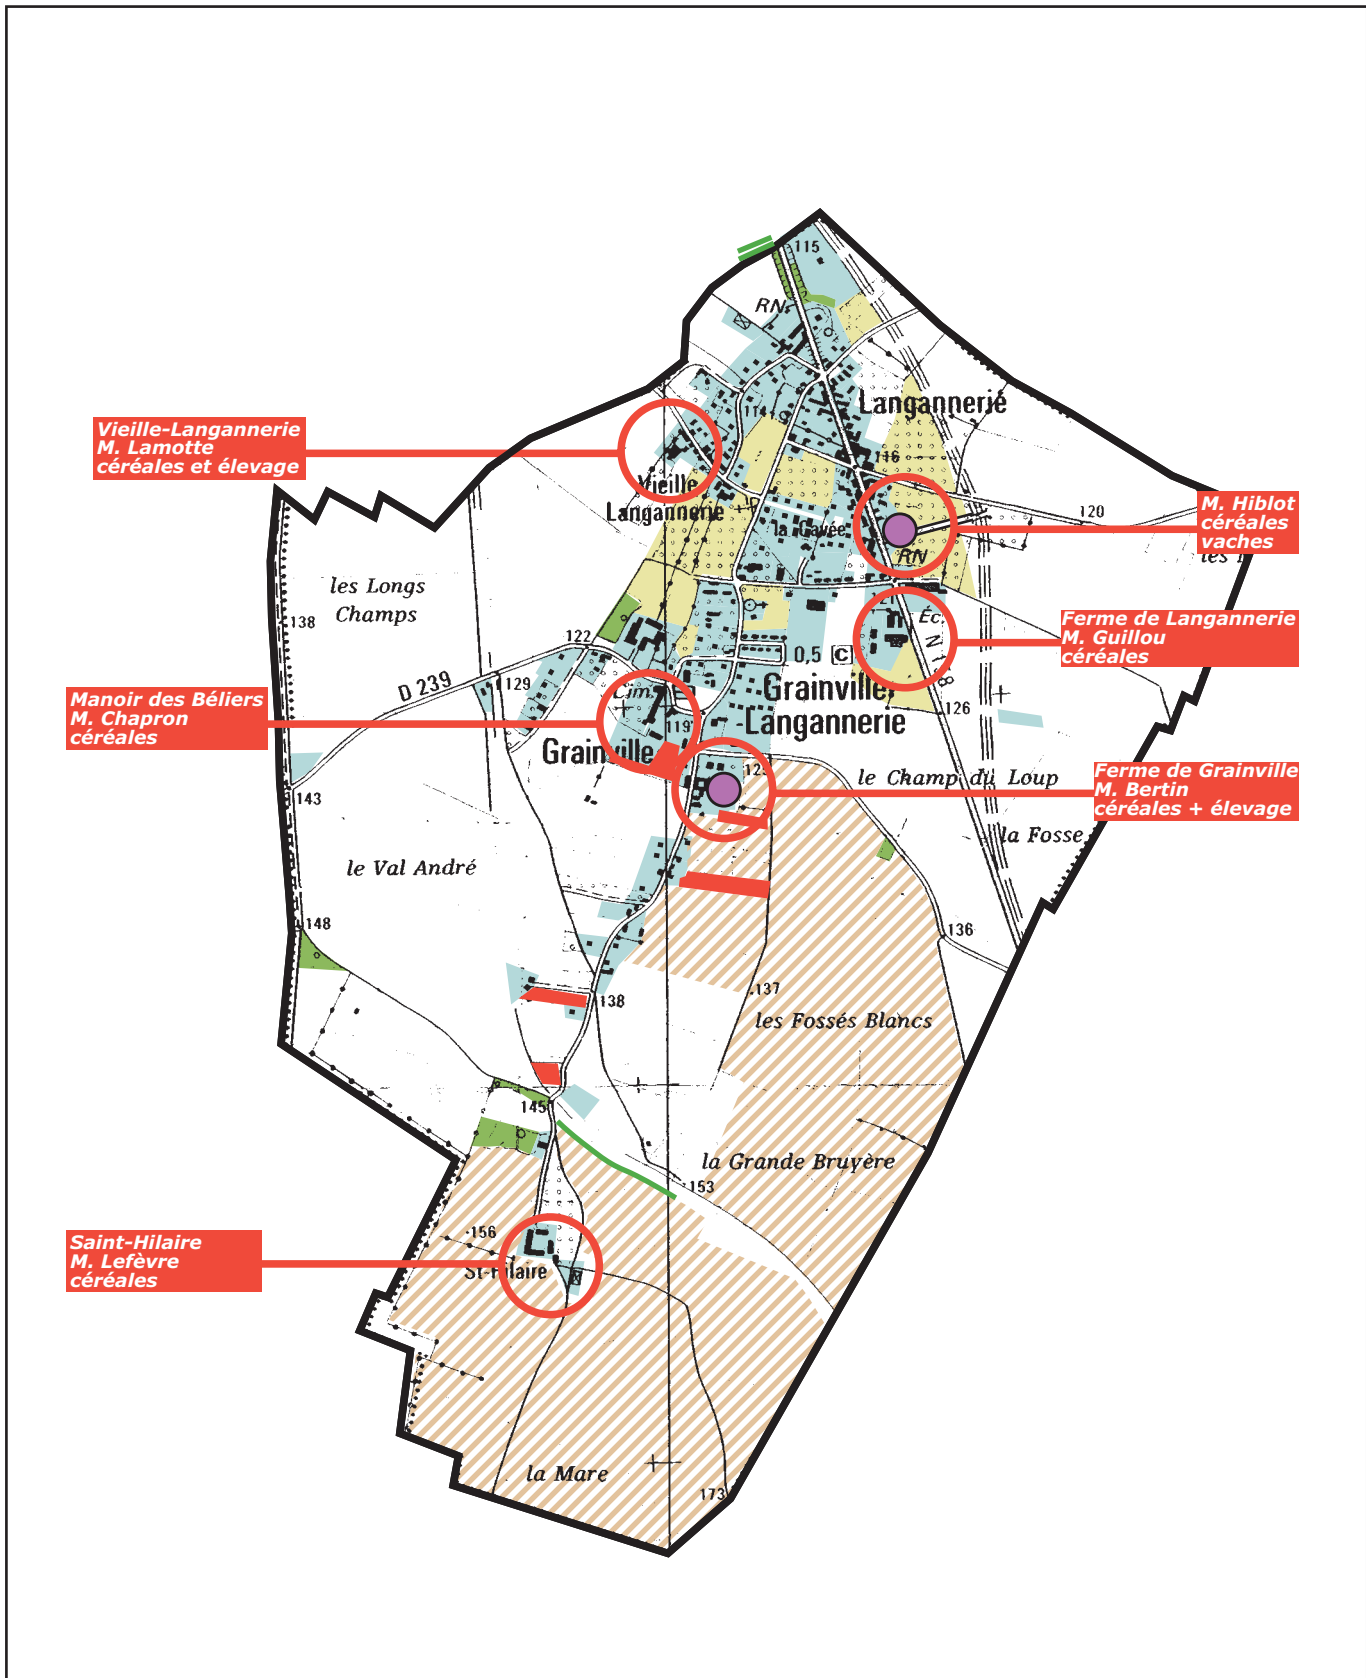 115
RN
Langannerie
114
Vieille-Langannerie
M. Lamotte
céréales et élevage
116
Vieille
Langannerie
M. Hiblot
céréales
vaches
120
la Cavée
RN
les Longs
Champs
138
Éc.
Ferme de Langannerie
M. Guillou
céréales
122
0,5
C
D 239
129
Cim.
Grainville
Langannerie
126
Manoir des Béliers
M. Chapron
céréales
119
Grainville
le Champ du Loup
Ferme de Grainville
M. Bertin
céréales + élevage
143
la Fosse
le Val André
148
136
137
138
les Fossés Blancs
145
la Grande Bruyère
153
156
Saint-Hilaire
M. Lefèvre
céréales
St-Hilaire
la Mare
173